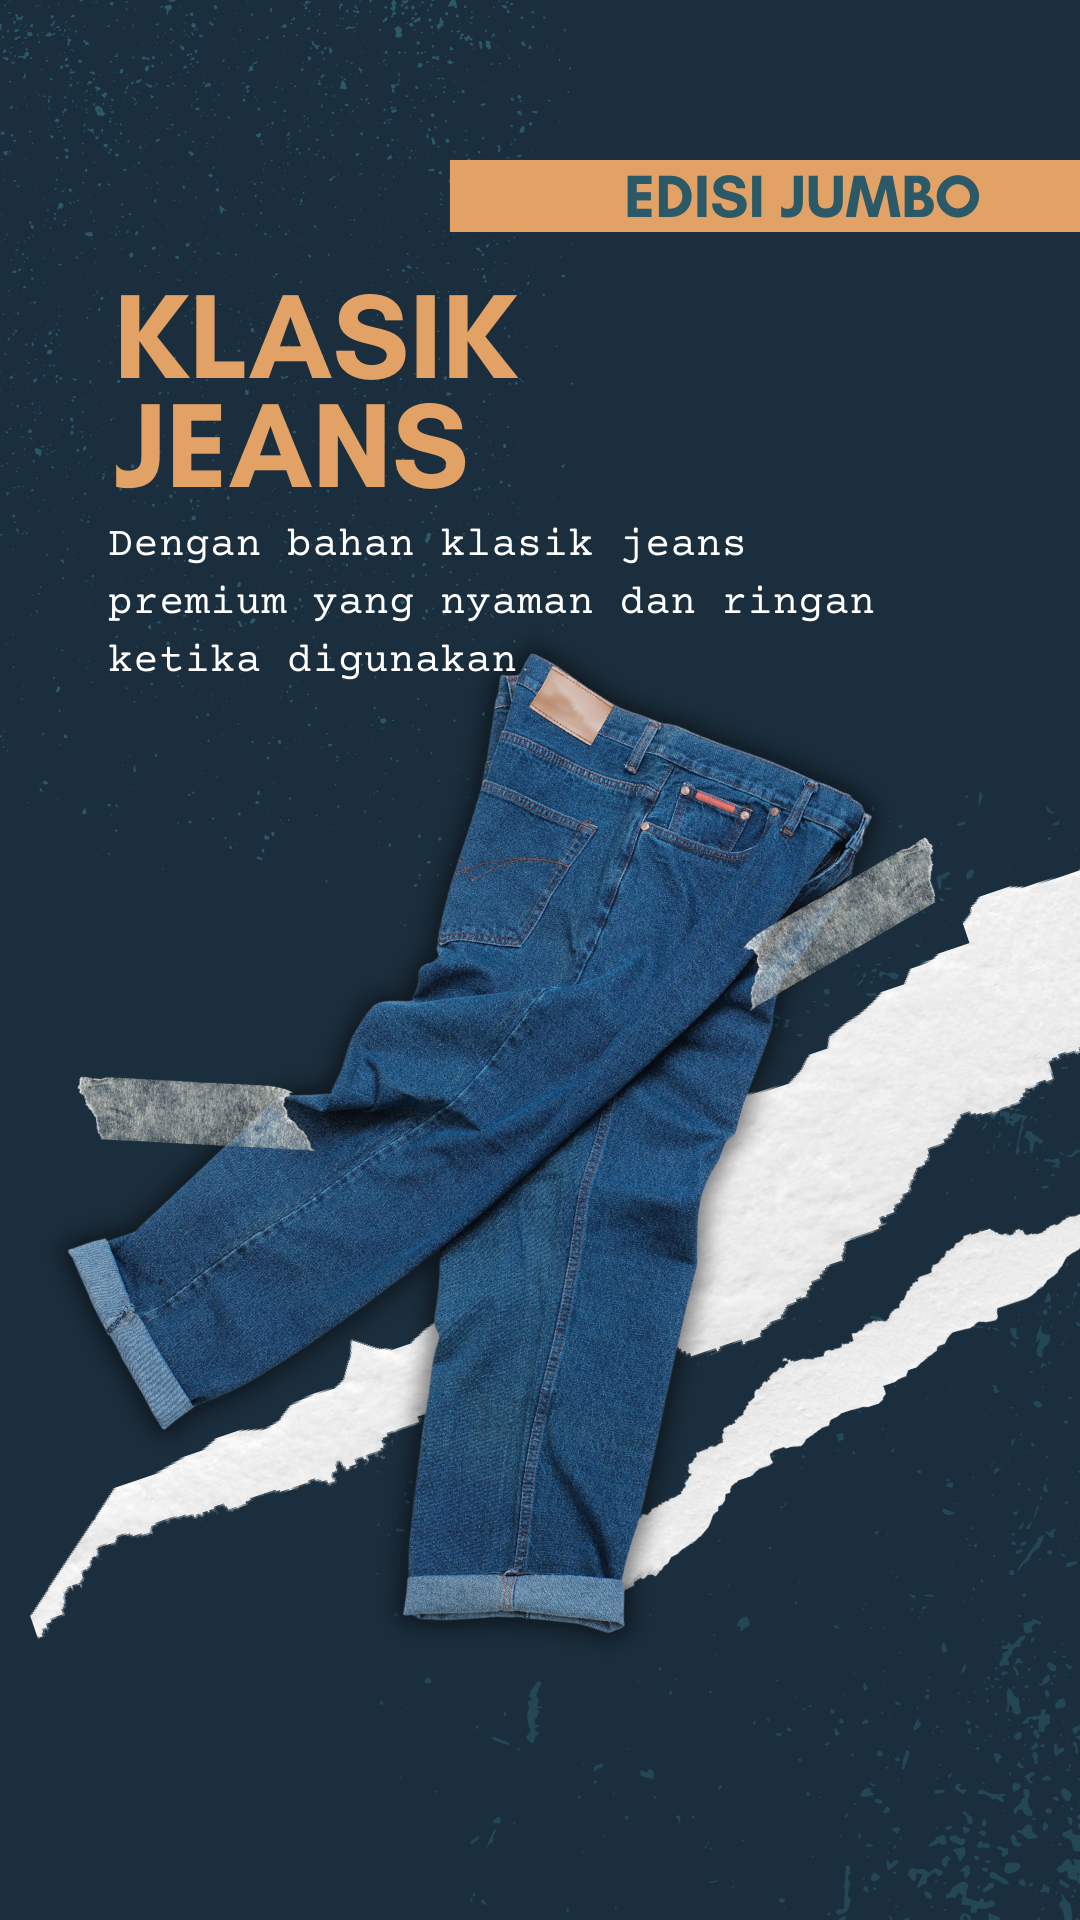 EDISI JUMBO
KLASIK
JEANS
Dengan bahan klasik jeans
premium yang nyaman dan ringan
ketika digunakan